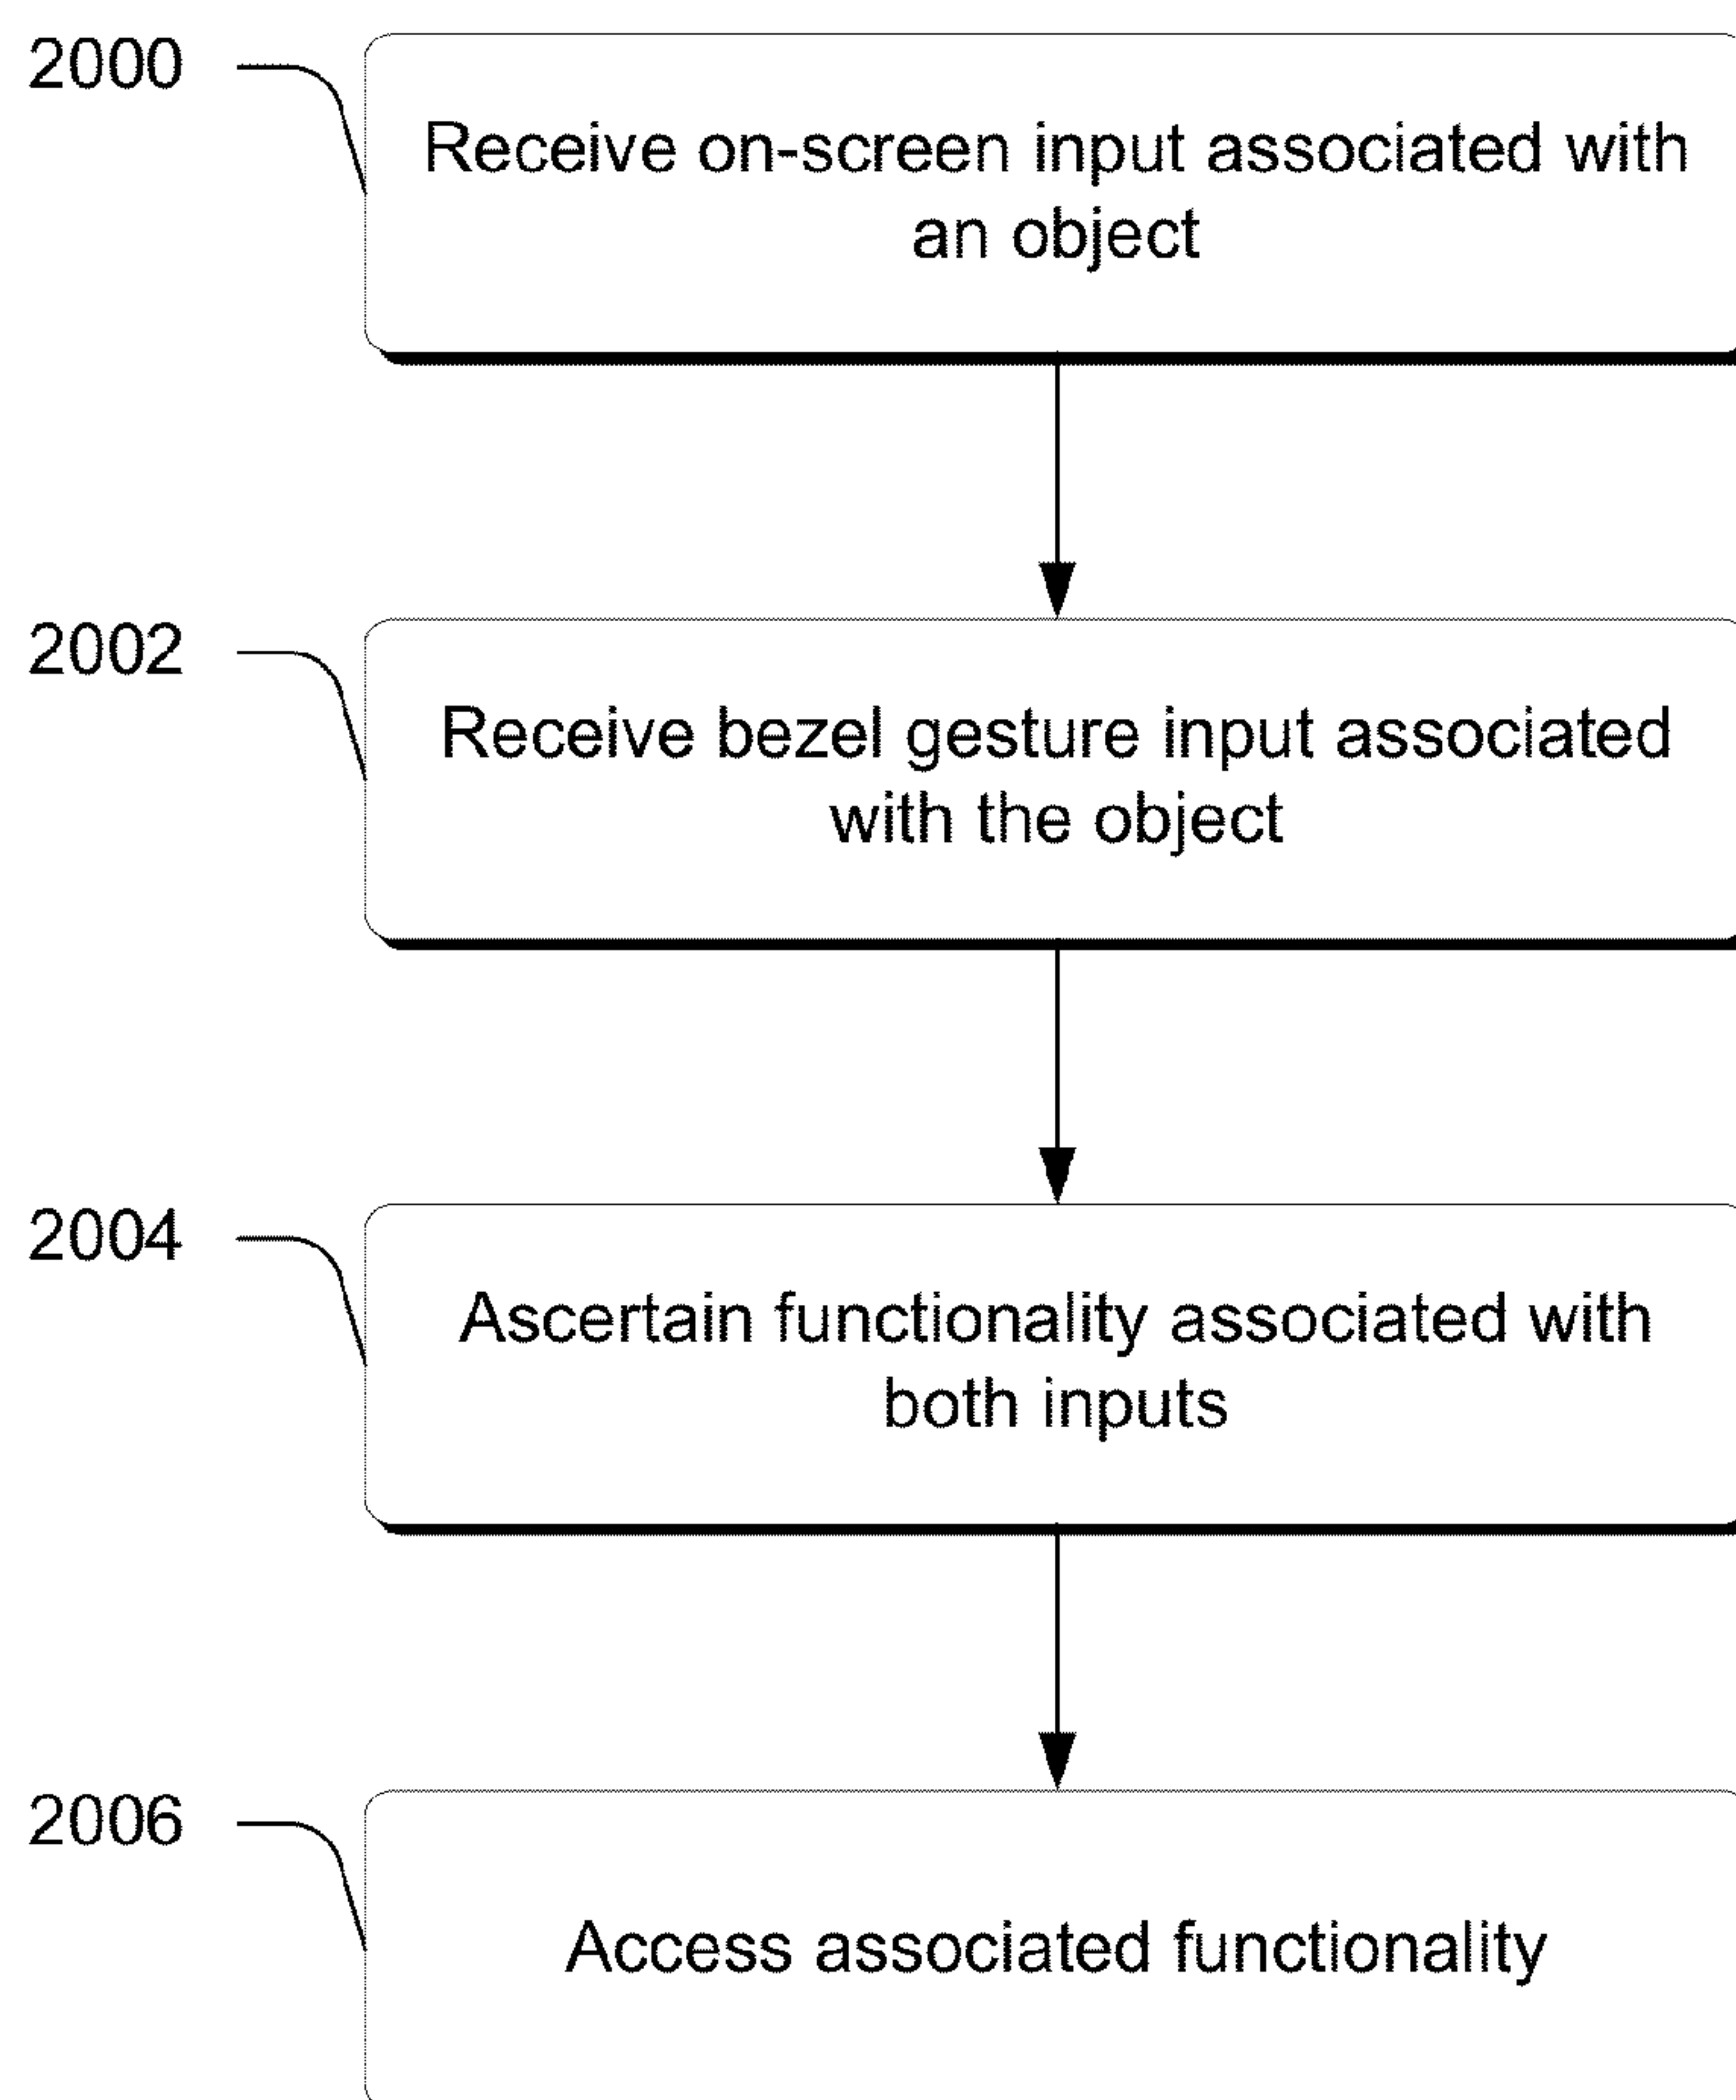 2000
Receive on-screen input associated with
an object
2002
Receive bezel gesture input associated
with the object
2004
Ascertain functionality associated with
both inputs
2006
Access associated functionality